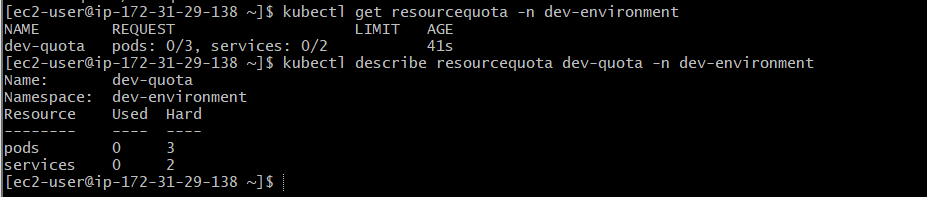 [ec2-user@ip-172-31-29-138 ~]$ kubectl get resourcequota -n dev-environment
NAME        REQUEST                      LIMIT   AGE
dev-quota   pods: 0/3, services: 0/2             41s
[ec2-user@ip-172-31-29-138 ~]$ kubectl describe resourcequota dev-quota -n dev-environment
Name:       dev-quota
Namespace:  dev-environment
Resource    Used  Hard
--------    ----  ----
pods        0     3
services    0     2
[ec2-user@ip-172-31-29-138 ~]$